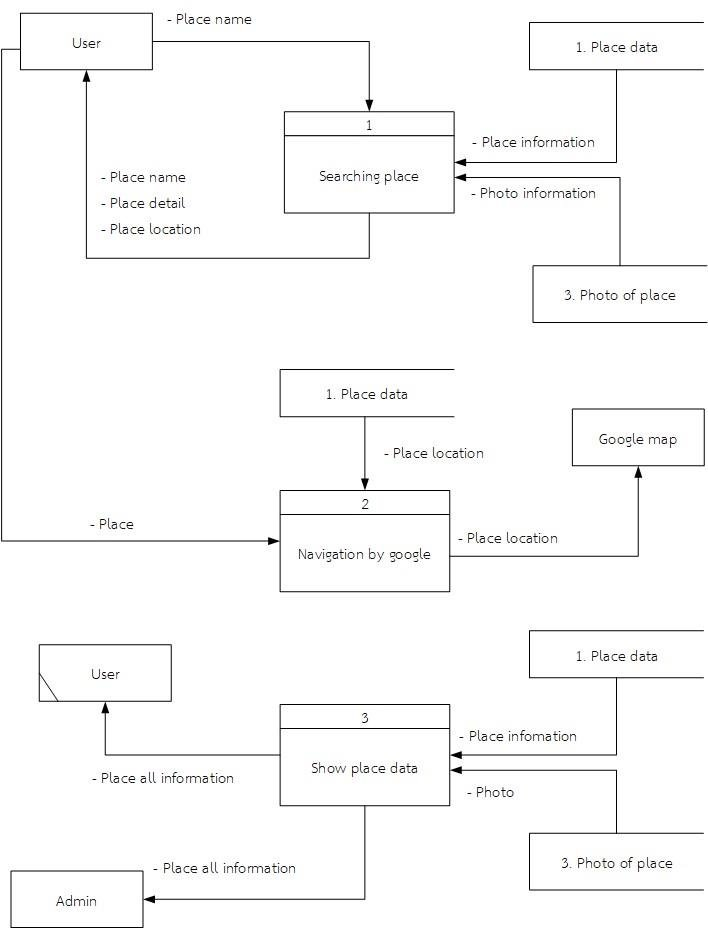 - Place name
User
1. Place data
1
- Place information
Searching place
- Photo information
- Place name
- Place detail
- Place location
3. Photo of place
1. Place data
Google map
- Place location
2
- Place
- Place location
Navigation by google
User
1. Place data
3
- Place infomation
Show place data
- Place all information
- Photo
3. Photo of place
- Place all information
Admin